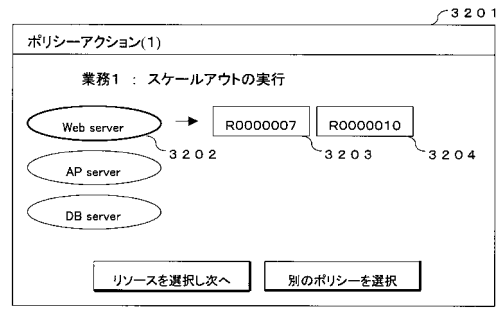 3201
ポリシーアクション(1)
業務1 : スケールアウトの実行
Web server → R0000007 R0000010
3202 3203 3204
AP server
DB server
リソースを選択し次へ 別のポリシーを選択